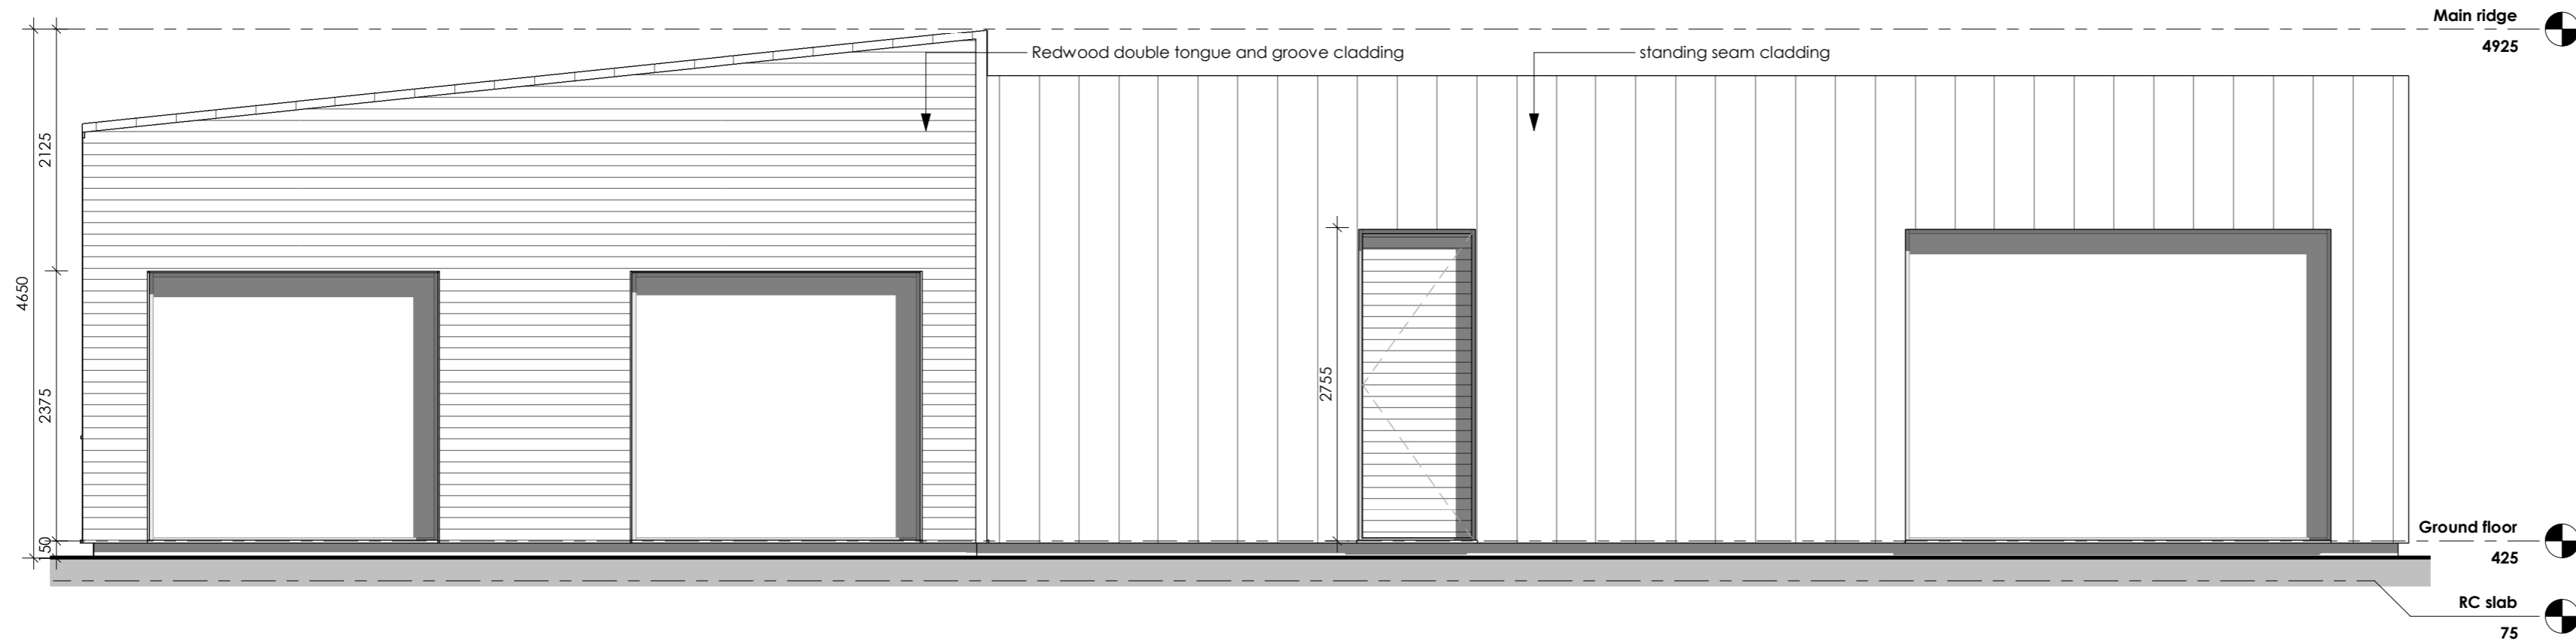 Main ridge
4925
Redwood double tongue and groove cladding
standing seam cladding
2125
4650
2375
2755
150
Ground floor
425
RC slab
75